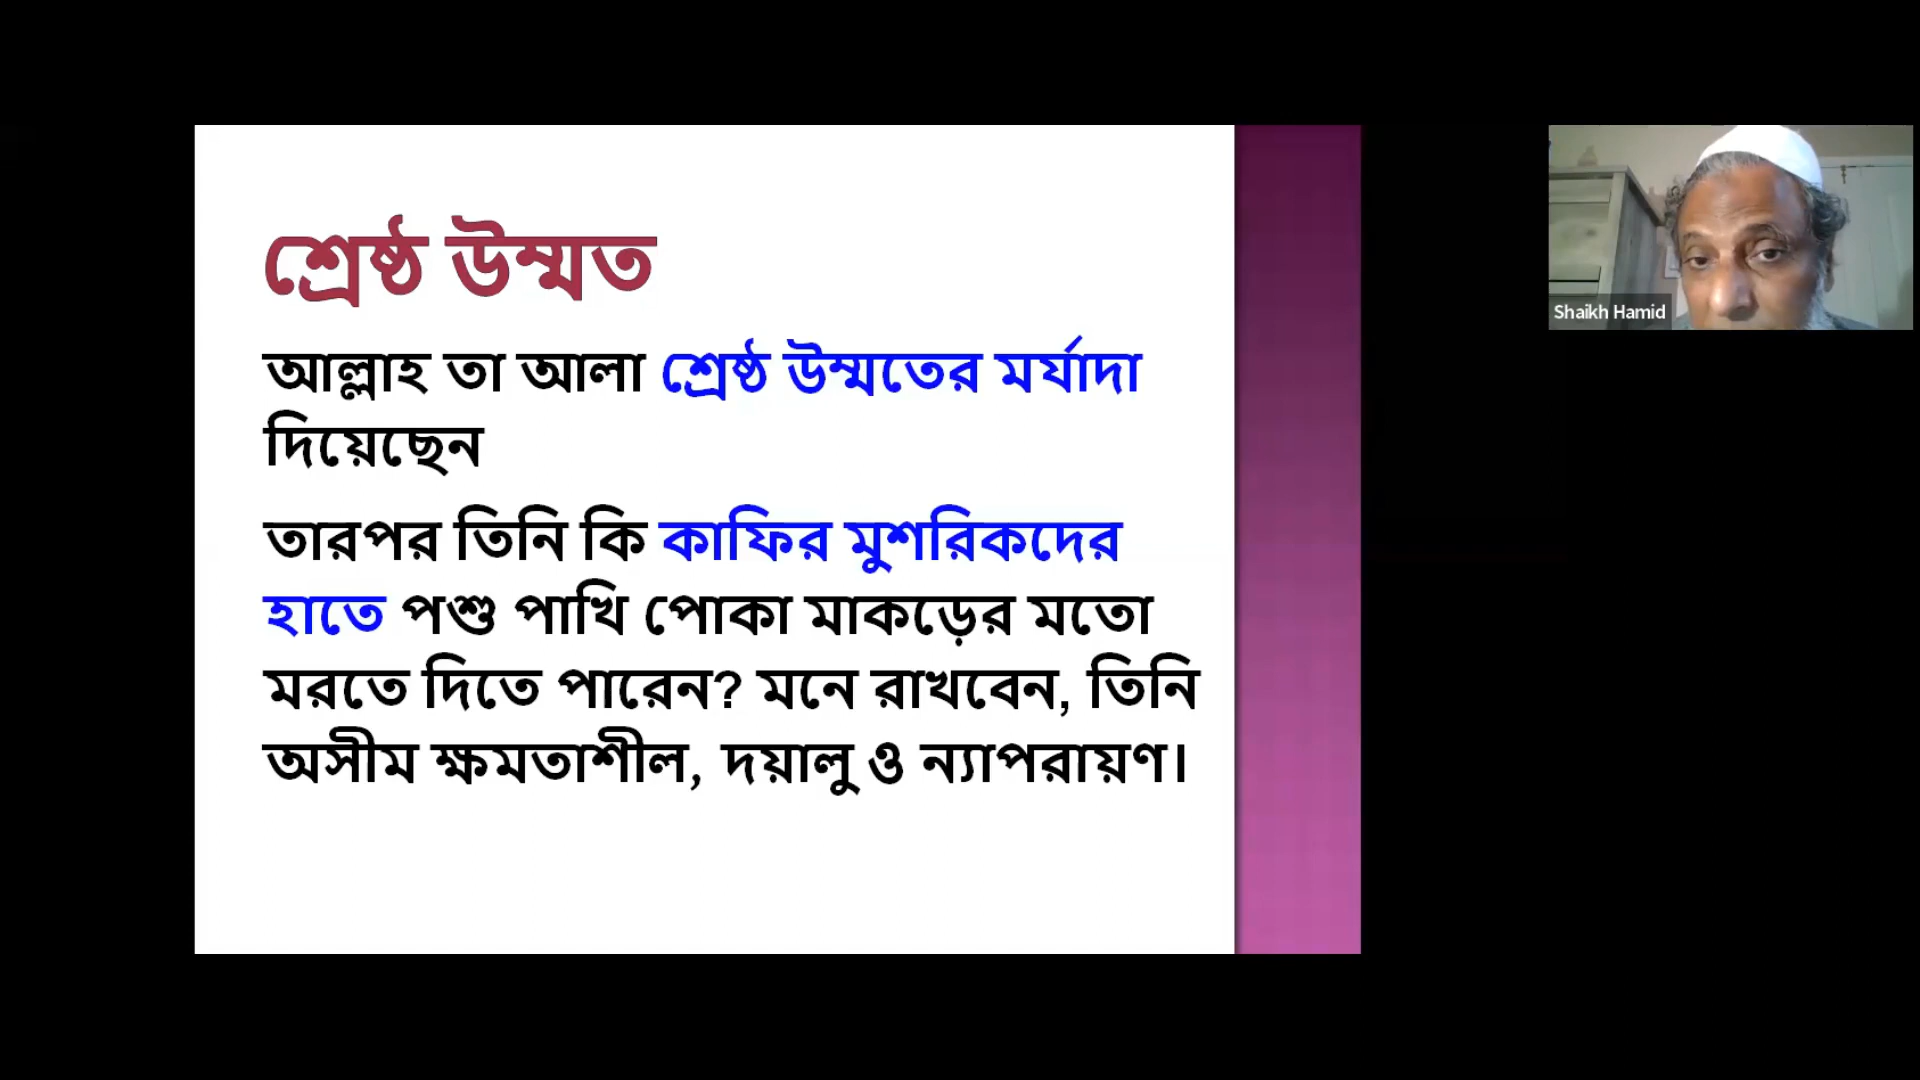 শ্রেষ্ঠ উম্মত
আল্লাহ তা আলা শ্রেষ্ঠ উম্মতের মর্যাদা
দিয়েছেন
তারপর তিনি কি কাফির মুশরিকদের
হাতে পশু পাখি পোকা মাকড়ের মতো
মরতে দিতে পারেন? মনে রাখবেন, তিনি
অসীম ক্ষমতাশীল, দয়ালু ও ন্যাপরায়ণ।
Shaikh Hamid